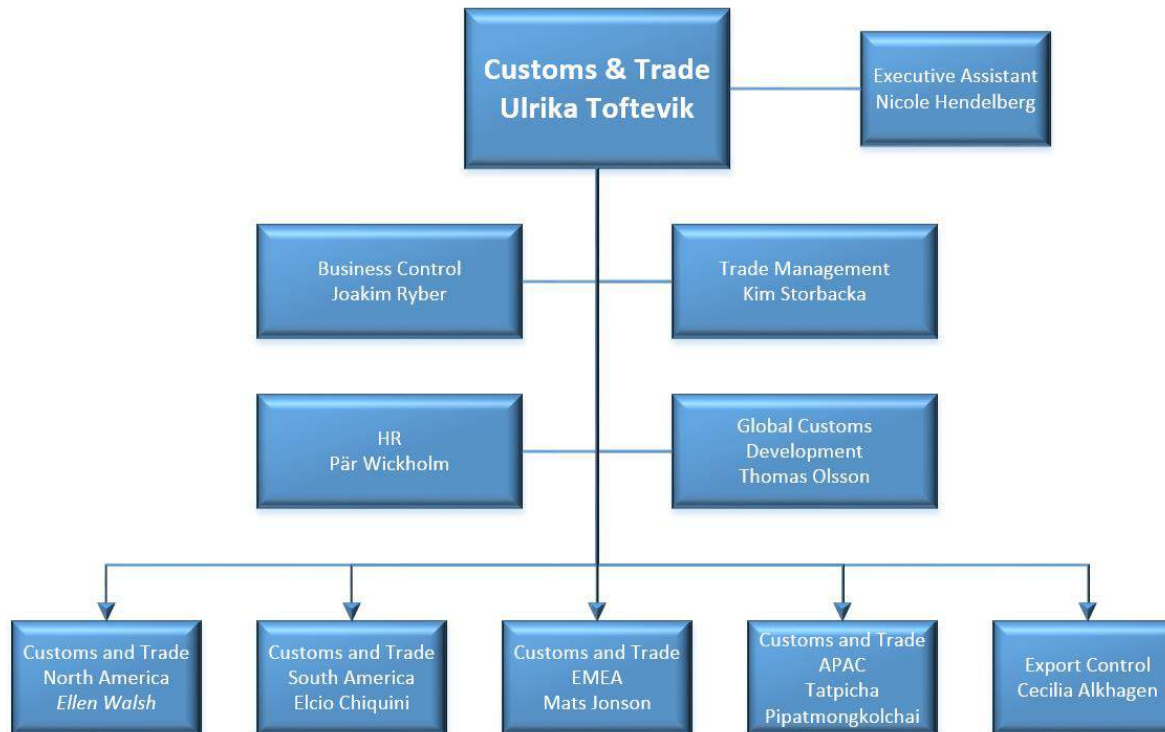 Customs & Trade
Ulrika Toftevik
Executive Assistant
Nicole Hendelberg
Business Control
Joakim Ryber
Trade Management
Kim Storbacka
HR
Pär Wickholm
Global Customs
Development
Thomas Olsson
Customs and Trade
North America
Ellen Walsh
Customs and Trade
South America
Elcio Chiquini
Customs and Trade
EMEA
Mats Jonson
Customs and Trade
APAC
Tatpicha
Pipatmongkolchai
Export Control
Cecilia Alkhagen